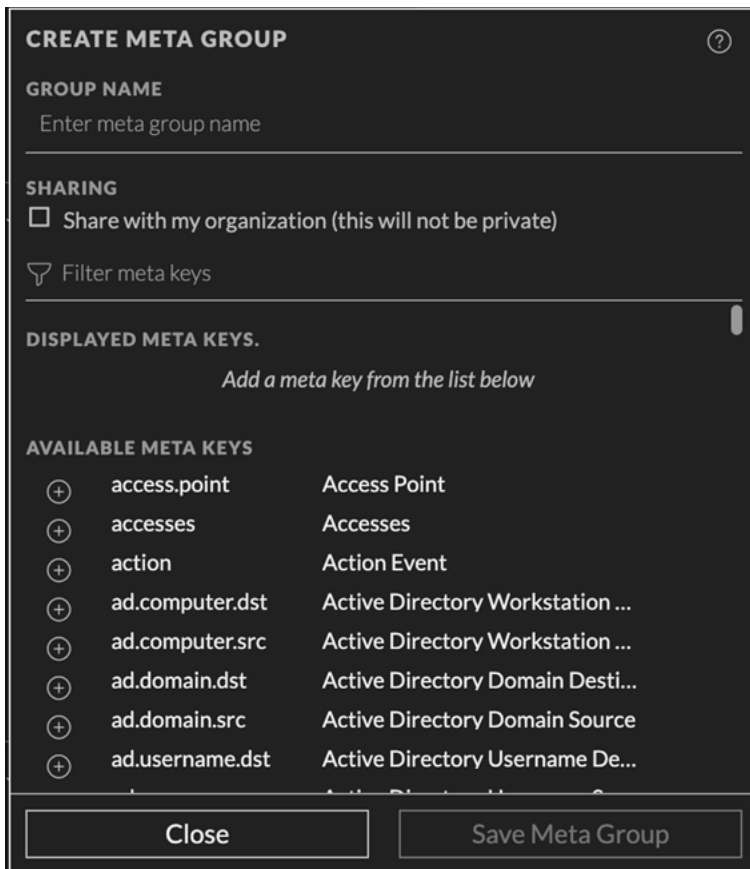 CREATE META GROUP
GROUP NAME
Enter meta group name
SHARING
Share with my organization (this will not be private)
Filter meta keys
DISPLAYED META KEYS.
Add a meta key from the list below
AVAILABLE META KEYS
access.point Access Point
accesses Accesses
action Action Event
ad.computer.dst Active Directory Workstation ...
ad.computer.src Active Directory Workstation ...
ad.domain.dst Active Directory Domain Desti...
ad.domain.src Active Directory Domain Source
ad.username.dst Active Directory Username De...
Close Save Meta Group